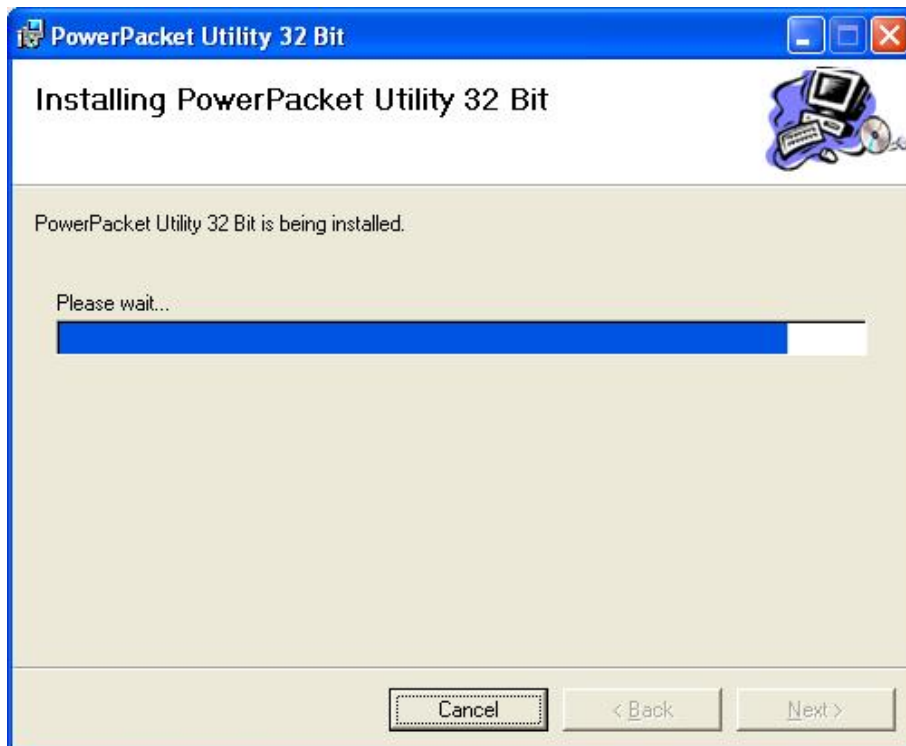 PowerPacket Utility 32 Bit
Installing PowerPacket Utility 32 Bit
PowerPacket Utility 32 Bit is being installed.
Please wait...
Cancel
< Back
Next >